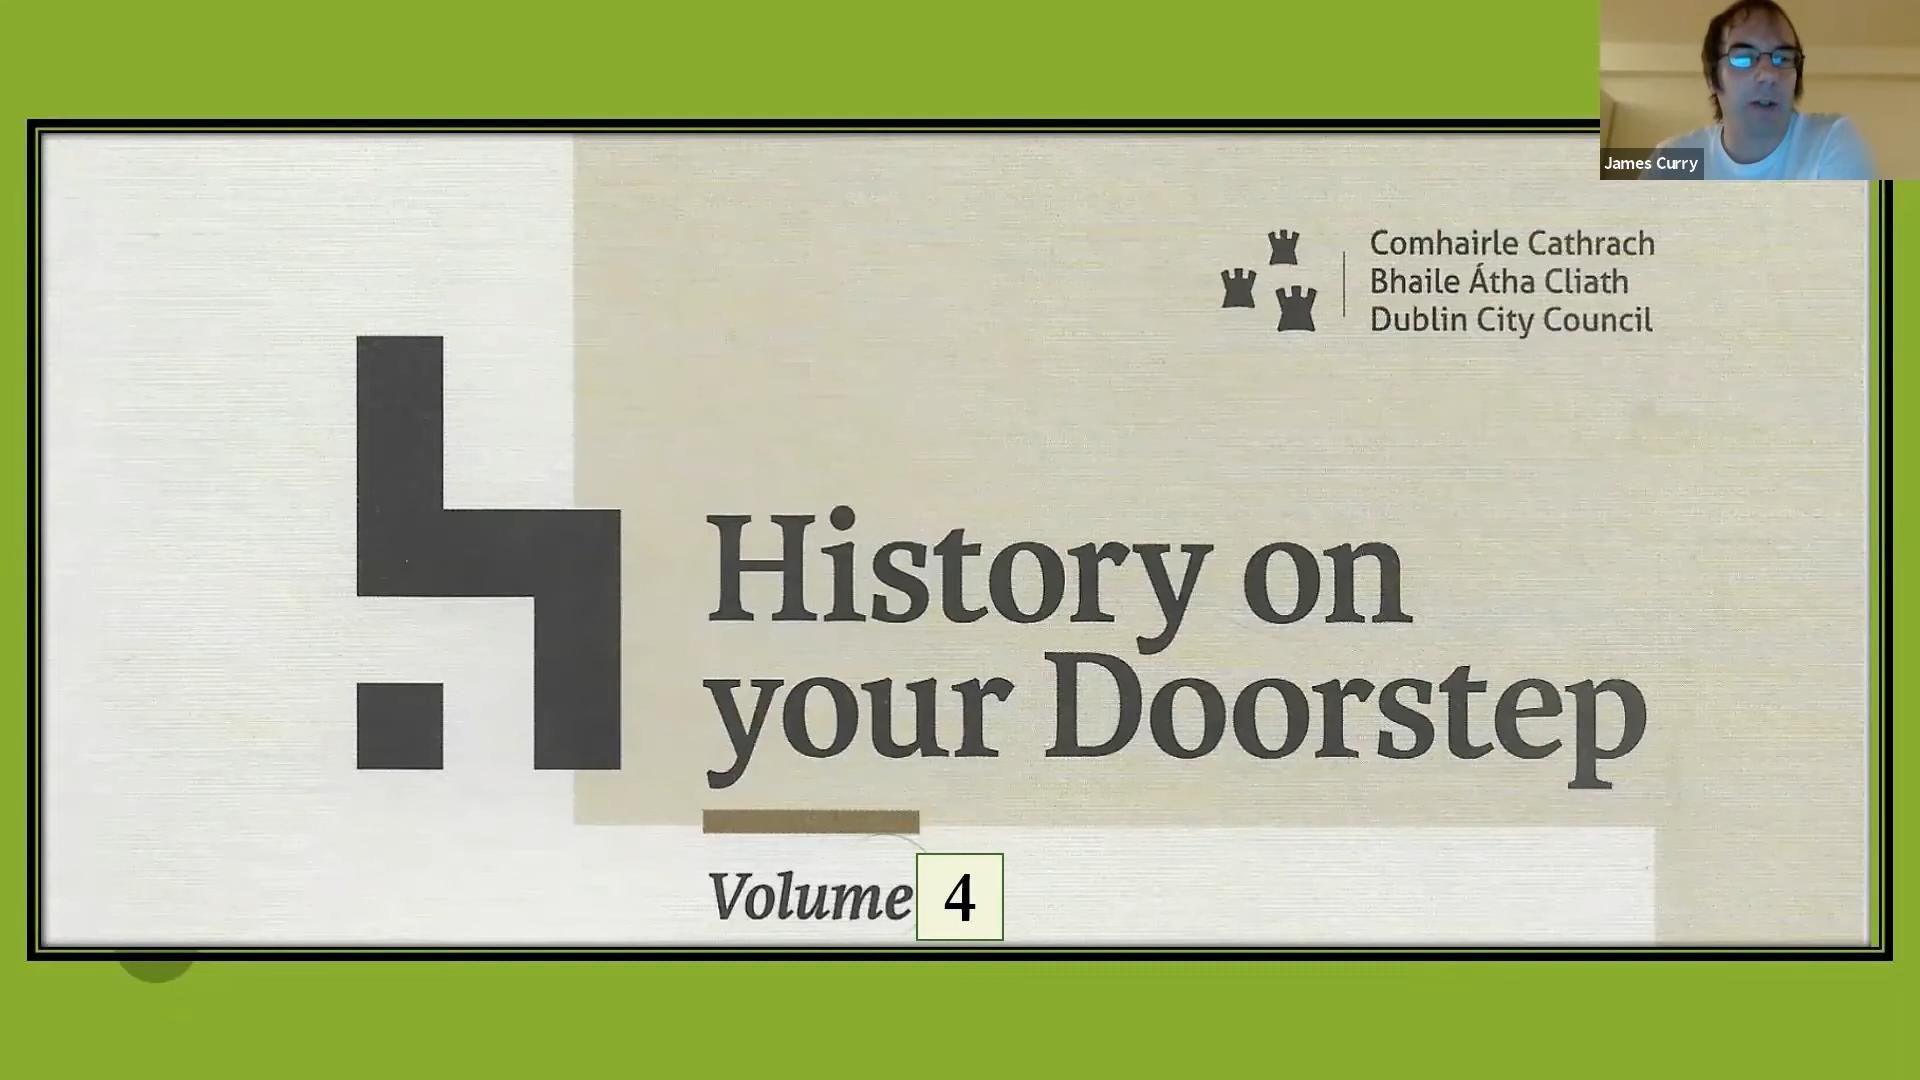 James Curry
Comhairle Cathrach
Bhaile Átha Cliath
Dublin City Council
History on
your Doorstep
Volume 4